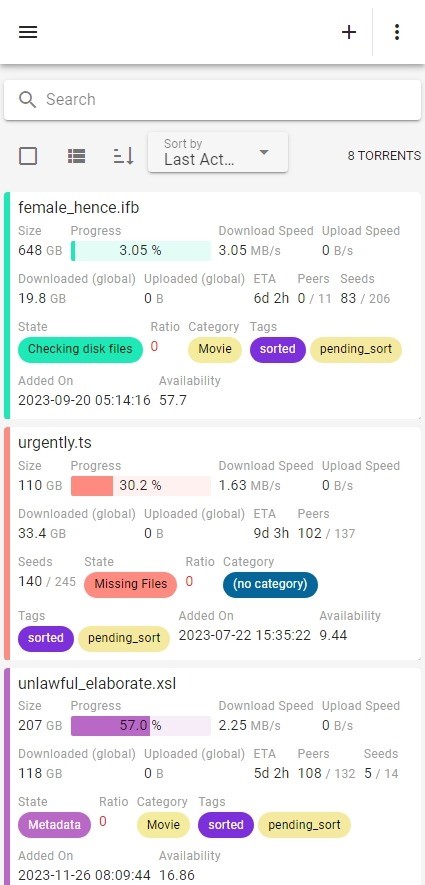 Search
Sort by
Last Act...
8 TORRENTS
female_hence.ifb
Size Progress Download Speed Upload Speed
648 GB 3.05 % 3.05 MB/s 0 B/s
Downloaded (global) Uploaded (global) ETA Peers Seeds
19.8 GB 0 B 6d 2h 0 / 11 83 / 206
State Ratio Category Tags
Checking disk files 0 Movie sorted pending_sort
Added On Availability
2023-09-20 05:14:16 57.7
urgently.ts
Size Progress Download Speed Upload Speed
110 GB 30.2 % 1.63 MB/s 0 B/s
Downloaded (global) Uploaded (global) ETA Peers
33.4 GB 0 B 9d 3h 102 / 137
Seeds State Ratio Category
140 / 245 Missing Files 0 (no category)
Tags Added On Availability
sorted pending_sort 2023-07-22 15:35:22 9.44
unlawful_elaborate.xsl
Size Progress Download Speed Upload Speed
207 GB 57.0 % 2.25 MB/s 0 B/s
Downloaded (global) Uploaded (global) ETA Peers Seeds
118 GB 0 B 5d 2h 108 / 132 5 / 14
State Ratio Category Tags
Metadata 0 Movie sorted pending_sort
Added On Availability
2023-11-26 08:09:44 16.86